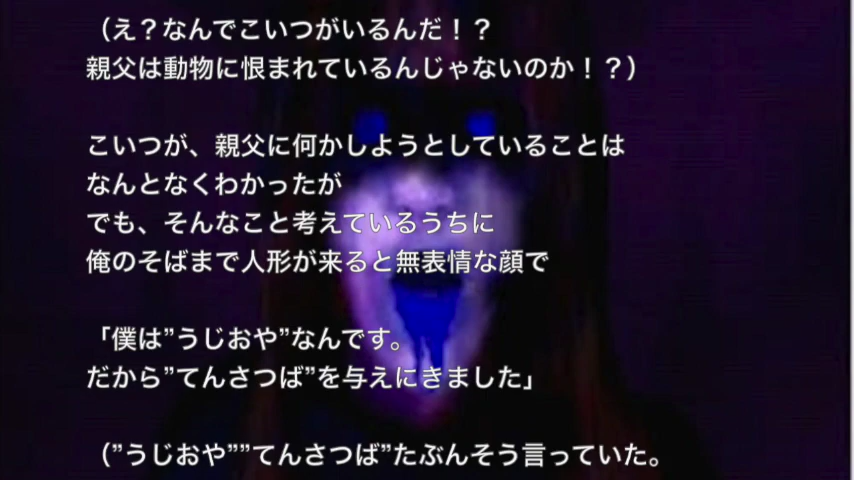 （え？なんでこいつがいるんだ！？
親父は動物に恨まれているんじゃないのか！？）
こいつが、親父に何かしようとしていることは
なんとなくわかったが
でも、そんなこと考えているうちに
俺のそばまで人形が来ると無表情な顔で
「僕は”うじおや”なんです。
だから”てんさつば”を与えにきました」
（”うじおや””てんさつば”たぶんそう言っていた。